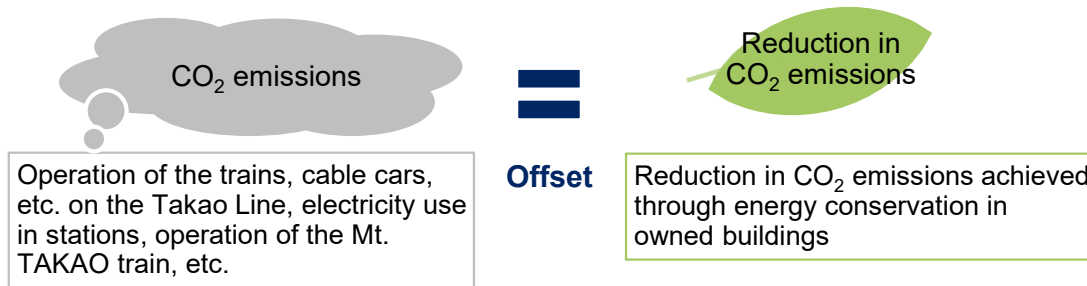 CO₂ emissions
Operation of the trains, cable cars,
etc. on the Takao Line, electricity use
in stations, operation of the Mt.
TAKAO train, etc.
Offset
Reduction in
CO₂ emissions
Reduction in CO₂ emissions achieved
through energy conservation in
owned buildings